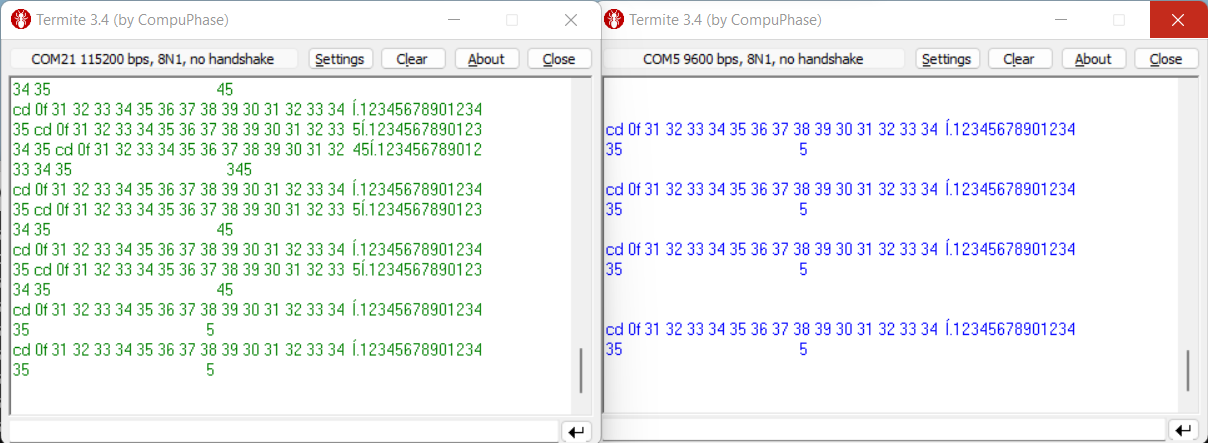 Termite 3.4 (by CompuPhase)
COM21 115200 bps, 8N1, no handshake Settings Clear About Close
34 35 45
cd 0f 31 32 33 34 35 36 37 38 39 30 31 32 33 34 Í.12345678901234
35 cd 0f 31 32 33 34 35 36 37 38 39 30 31 32 33 5Í.1234567890123
34 35 cd 0f 31 32 33 34 35 36 37 38 39 30 31 32 45Í.123456789012
33 34 35 345
cd 0f 31 32 33 34 35 36 37 38 39 30 31 32 33 34 Í.12345678901234
35 cd 0f 31 32 33 34 35 36 37 38 39 30 31 32 33 5Í.1234567890123
34 35 45
cd 0f 31 32 33 34 35 36 37 38 39 30 31 32 33 34 Í.12345678901234
35 cd 0f 31 32 33 34 35 36 37 38 39 30 31 32 33 5Í.1234567890123
34 35 45
cd 0f 31 32 33 34 35 36 37 38 39 30 31 32 33 34 Í.12345678901234
35 5
cd 0f 31 32 33 34 35 36 37 38 39 30 31 32 33 34 Í.12345678901234
35 5
Termite 3.4 (by CompuPhase)
COM5 9600 bps, 8N1, no handshake Settings Clear About Close
cd 0f 31 32 33 34 35 36 37 38 39 30 31 32 33 34 Í.12345678901234
35 5
cd 0f 31 32 33 34 35 36 37 38 39 30 31 32 33 34 Í.12345678901234
35 5
cd 0f 31 32 33 34 35 36 37 38 39 30 31 32 33 34 Í.12345678901234
35 5
cd 0f 31 32 33 34 35 36 37 38 39 30 31 32 33 34 Í.12345678901234
35 5